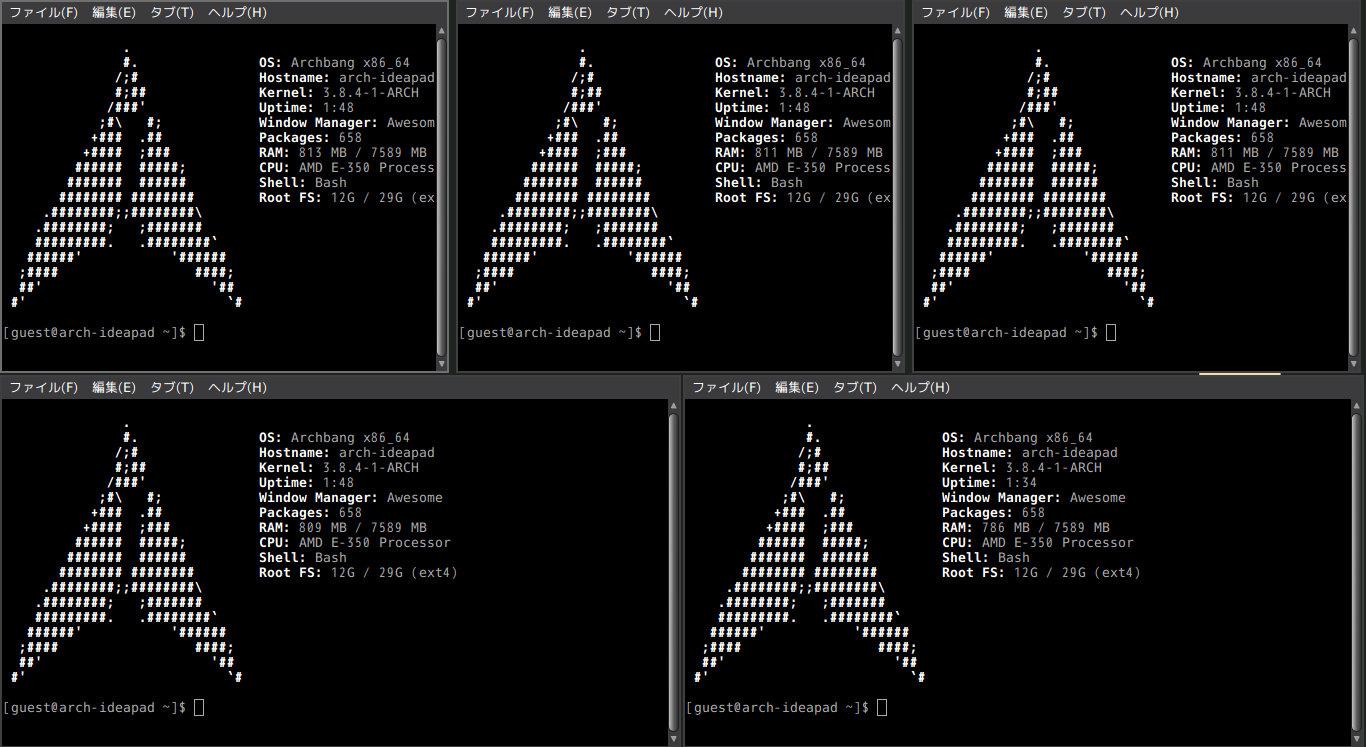 ファイル(F) 編集(E) タブ(T) ヘルプ(H)
OS: Archbang x86_64
Hostname: arch-ideapad
Kernel: 3.8.4-1-ARCH
Uptime: 1:48
Window Manager: Awesom
Packages: 658
RAM: 813 MB / 7589 MB
CPU: AMD E-350 Process
Shell: Bash
Root FS: 12G / 29G (ex
[guest@arch-ideapad ~]$
ファイル(F) 編集(E) タブ(T) ヘルプ(H)
OS: Archbang x86_64
Hostname: arch-ideapad
Kernel: 3.8.4-1-ARCH
Uptime: 1:48
Window Manager: Awesom
Packages: 658
RAM: 811 MB / 7589 MB
CPU: AMD E-350 Process
Shell: Bash
Root FS: 12G / 29G (ex
[guest@arch-ideapad ~]$
ファイル(F) 編集(E) タブ(T) ヘルプ(H)
OS: Archbang x86_64
Hostname: arch-ideapad
Kernel: 3.8.4-1-ARCH
Uptime: 1:48
Window Manager: Awesom
Packages: 658
RAM: 811 MB / 7589 MB
CPU: AMD E-350 Process
Shell: Bash
Root FS: 12G / 29G (ex
[guest@arch-ideapad ~]$
ファイル(F) 編集(E) タブ(T) ヘルプ(H)
OS: Archbang x86_64
Hostname: arch-ideapad
Kernel: 3.8.4-1-ARCH
Uptime: 1:48
Window Manager: Awesome
Packages: 658
RAM: 809 MB / 7589 MB
CPU: AMD E-350 Processor
Shell: Bash
Root FS: 12G / 29G (ext4)
[guest@arch-ideapad ~]$
ファイル(F) 編集(E) タブ(T) ヘルプ(H)
OS: Archbang x86_64
Hostname: arch-ideapad
Kernel: 3.8.4-1-ARCH
Uptime: 1:34
Window Manager: Awesome
Packages: 658
RAM: 786 MB / 7589 MB
CPU: AMD E-350 Processor
Shell: Bash
Root FS: 12G / 29G (ext4)
[guest@arch-ideapad ~]$